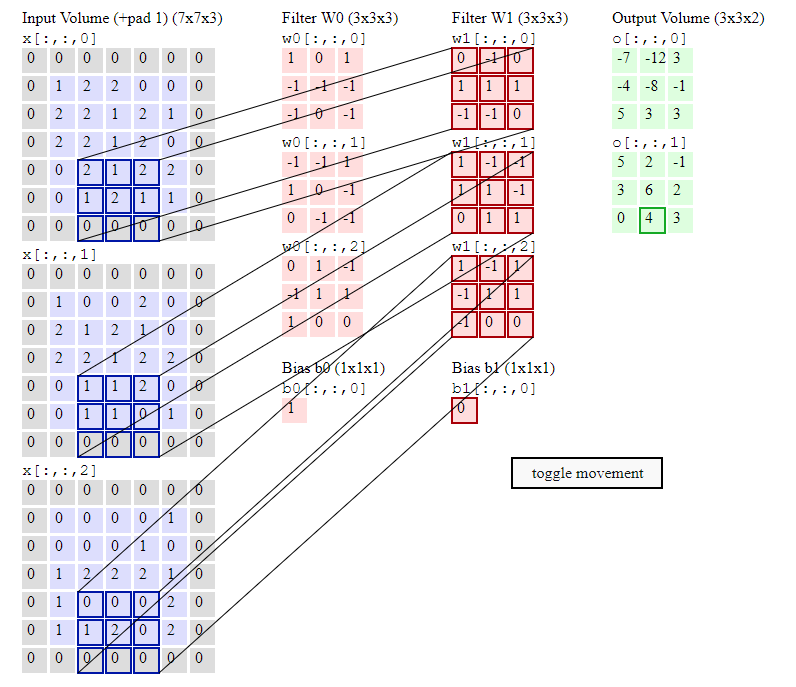 Input Volume (+pad 1) (7x7x3)
x[:,:,0]
0 0 0 0 0 0 0
0 1 2 2 0 0 0
0 2 2 1 2 1 0
0 2 2 1 2 0 0
0 0 2 1 2 2 0
0 0 1 2 1 1 0
0 0 0 0 0 0 0
x[:,:,1]
0 0 0 0 0 0 0
0 1 0 0 2 0 0
0 2 1 2 1 0 0
0 2 2 1 2 2 0
0 0 1 1 2 0 0
0 0 1 1 0 1 0
0 0 0 0 0 0 0
x[:,:,2]
0 0 0 0 0 0 0
0 0 0 0 0 1 0
0 0 0 0 1 0 0
0 1 2 2 2 1 0
0 1 0 0 0 2 0
0 1 1 2 0 2 0
0 0 0 0 0 0 0
Filter W0 (3x3x3)
w0[:,:,0]
1 0 1
-1 -1 -1
-1 0 -1
w0[:,:,1]
-1 -1 1
1 0 -1
0 -1 -1
w0[:,:,2]
0 1 -1
-1 1 1
1 0 0
Bias b0 (1x1x1)
b0[:,:,0]
1
Filter W1 (3x3x3)
w1[:,:,0]
0 -1 0
1 1 1
-1 -1 0
w1[:,:,1]
1 -1 -1
1 1 -1
0 1 1
w1[:,:,2]
1 -1 1
-1 1 1
-1 0 0
Bias b1 (1x1x1)
b1[:,:,0]
0
Output Volume (3x3x2)
o[:,:,0]
-7 -12 3
-4 -8 -1
5 3 3
o[:,:,1]
5 2 -1
3 6 2
0 4 3
toggle movement